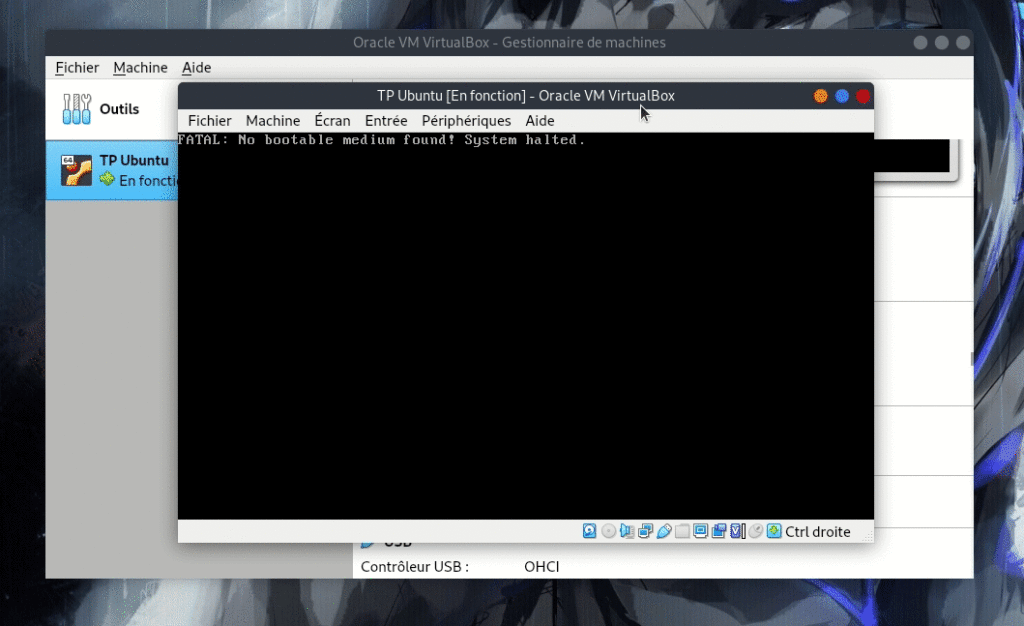 Oracle VM VirtualBox - Gestionnaire de machines
Fichier Machine Aide
Outils
TP Ubuntu
En foncti
TP Ubuntu [En fonction] - Oracle VM VirtualBox
Fichier Machine Écran Entrée Périphériques Aide
FATAL: No bootable medium found! System halted.
Ctrl droite
USB
Contrôleur USB : OHCI